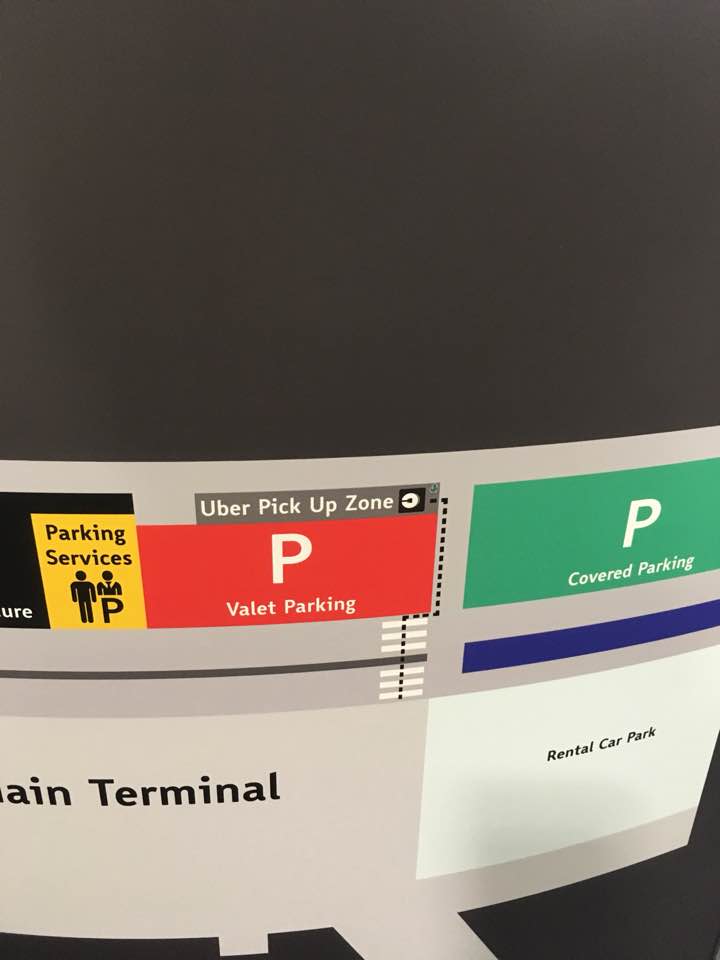 Uber Pick Up Zone
Parking
Services
P
ure
P
Valet Parking
P
Covered Parking
ain Terminal
Rental Car Park